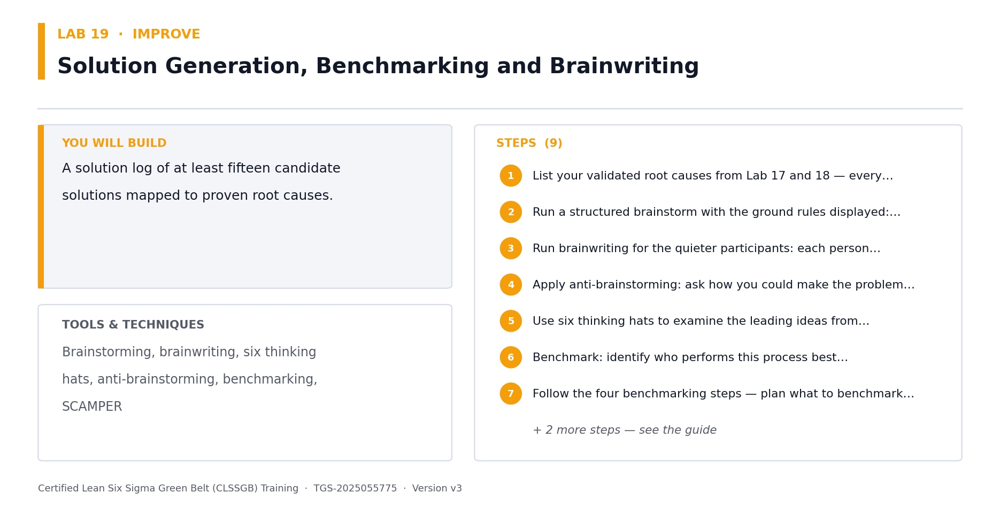 LAB 19 · IMPROVE
Solution Generation, Benchmarking and Brainwriting
YOU WILL BUILD
A solution log of at least fifteen candidate
solutions mapped to proven root causes.
TOOLS & TECHNIQUES
Brainstorming, brainwriting, six thinking
hats, anti-brainstorming, benchmarking,
SCAMPER
STEPS (9)
1 List your validated root causes from Lab 17 and 18 — every…
2 Run a structured brainstorm with the ground rules displayed:…
3 Run brainwriting for the quieter participants: each person…
4 Apply anti-brainstorming: ask how you could make the problem…
5 Use six thinking hats to examine the leading ideas from…
6 Benchmark: identify who performs this process best…
7 Follow the four benchmarking steps — plan what to benchmark…
+ 2 more steps — see the guide
Certified Lean Six Sigma Green Belt (CLSSGB) Training · TGS-2025055775 · Version v3